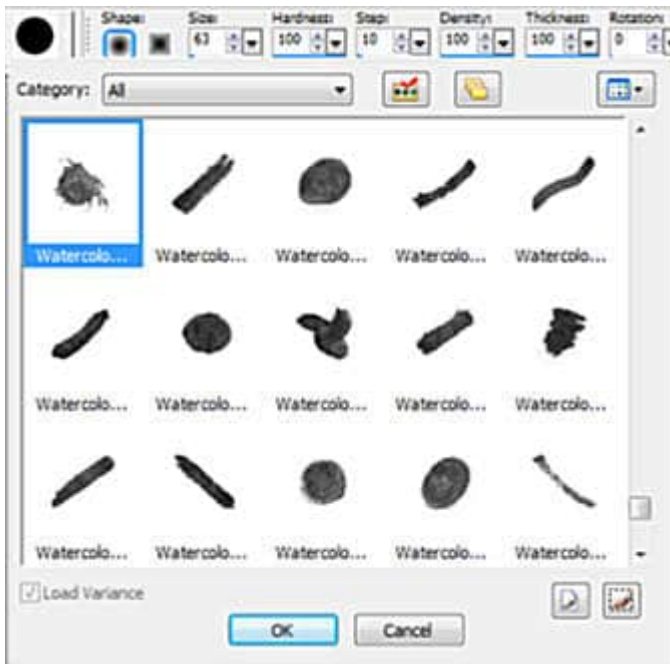 Shape: Size: Hardness: Step: Density: Thickness: Rotation:
63 100 10 100 100 0
Category: All
Watercolo... Watercolo... Watercolo... Watercolo... Watercolo...
Watercolo... Watercolo... Watercolo... Watercolo... Watercolo...
Watercolo... Watercolo... Watercolo... Watercolo... Watercolo...
Load Variance
OK Cancel